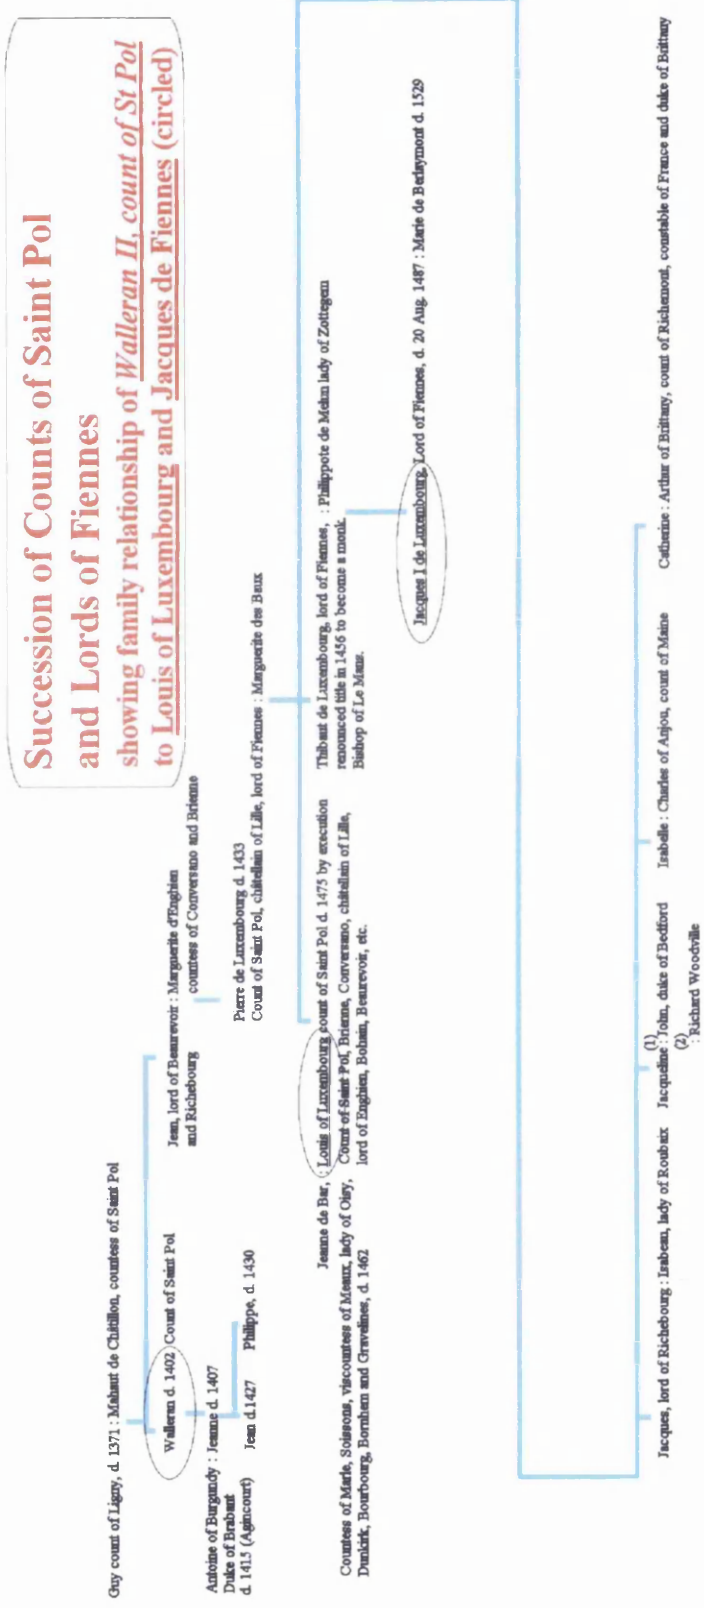 Succession of Counts of Saint Pol
and Lords of Fiennes
showing family relationship of Walleran II, count of St Pol
to Louis of Luxembourg and Jacques de Fiennes (circled)
Guy count of Ligny, d. 1371 : Mahaut de Châtillon, countess of Saint Pol
Walleran d. 1402 Count of Saint Pol
Jean, lord of Beaurevoir : Marguerite d'Enghien
and Richebourg
countess of Conversano and Brienne
Antoine of Burgundy : Jeanne d. 1407
Duke of Brabant
d. 1415 (Agincourt)
Jean d.1427
Philippe, d. 1430
Pierre de Luxembourg d. 1433
Count of Saint Pol, châtellain of Lille, lord of Fiennes : Marguerite des Baux
Jeanne de Bar,
Countess of Marle, Soissons, viscountess of Meaux, lady of Oisy,
Dunkirk, Bourbourg, Bornhem and Gravelines, d. 1462
: Louis of Luxembourg count of Saint Pol d. 1475 by execution
Count of Saint Pol, Brienne, Conversano, châtellain of Lille,
lord of Enghien, Bohain, Beaurevoir, etc.
Thibaut de Luxembourg, lord of Fiennes, : Philippote de Melun lady of Zottegem
renounced title in 1456 to become a monk.
Bishop of Le Mans.
Jacques I de Luxembourg, Lord of Fiennes, d. 20 Aug. 1487 : Marie de Berlaymont d. 1529
Jacques, lord of Richebourg : Isabeau, lady of Roubaix
Jacqueline : John, duke of Bedford
(1)
(2)
: Richard Woodville
Isabelle : Charles of Anjou, count of Maine
Catherine : Arthur of Brittany, count of Richemont, constable of France and duke of Brittany